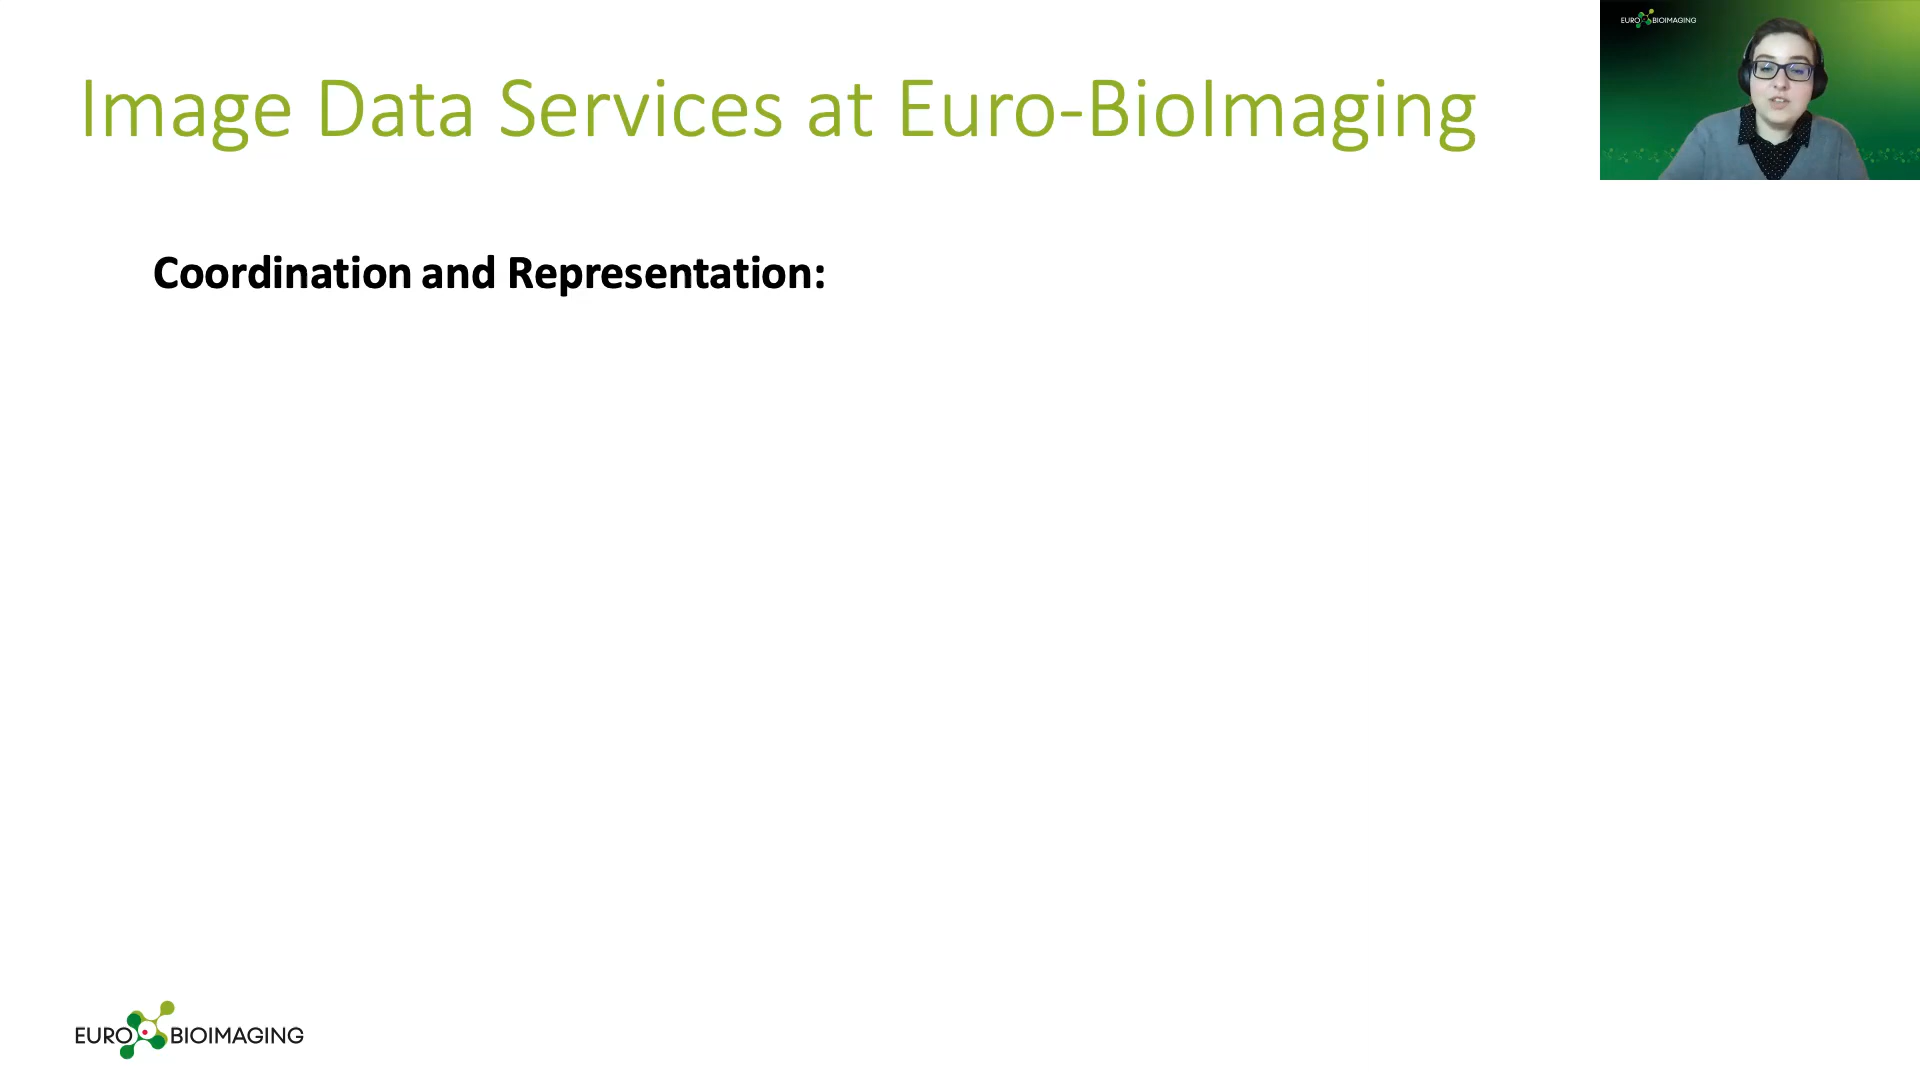 Image Data Services at Euro-BioImaging
EURO BIOIMAGING
Coordination and Representation:
EURO BIOIMAGING